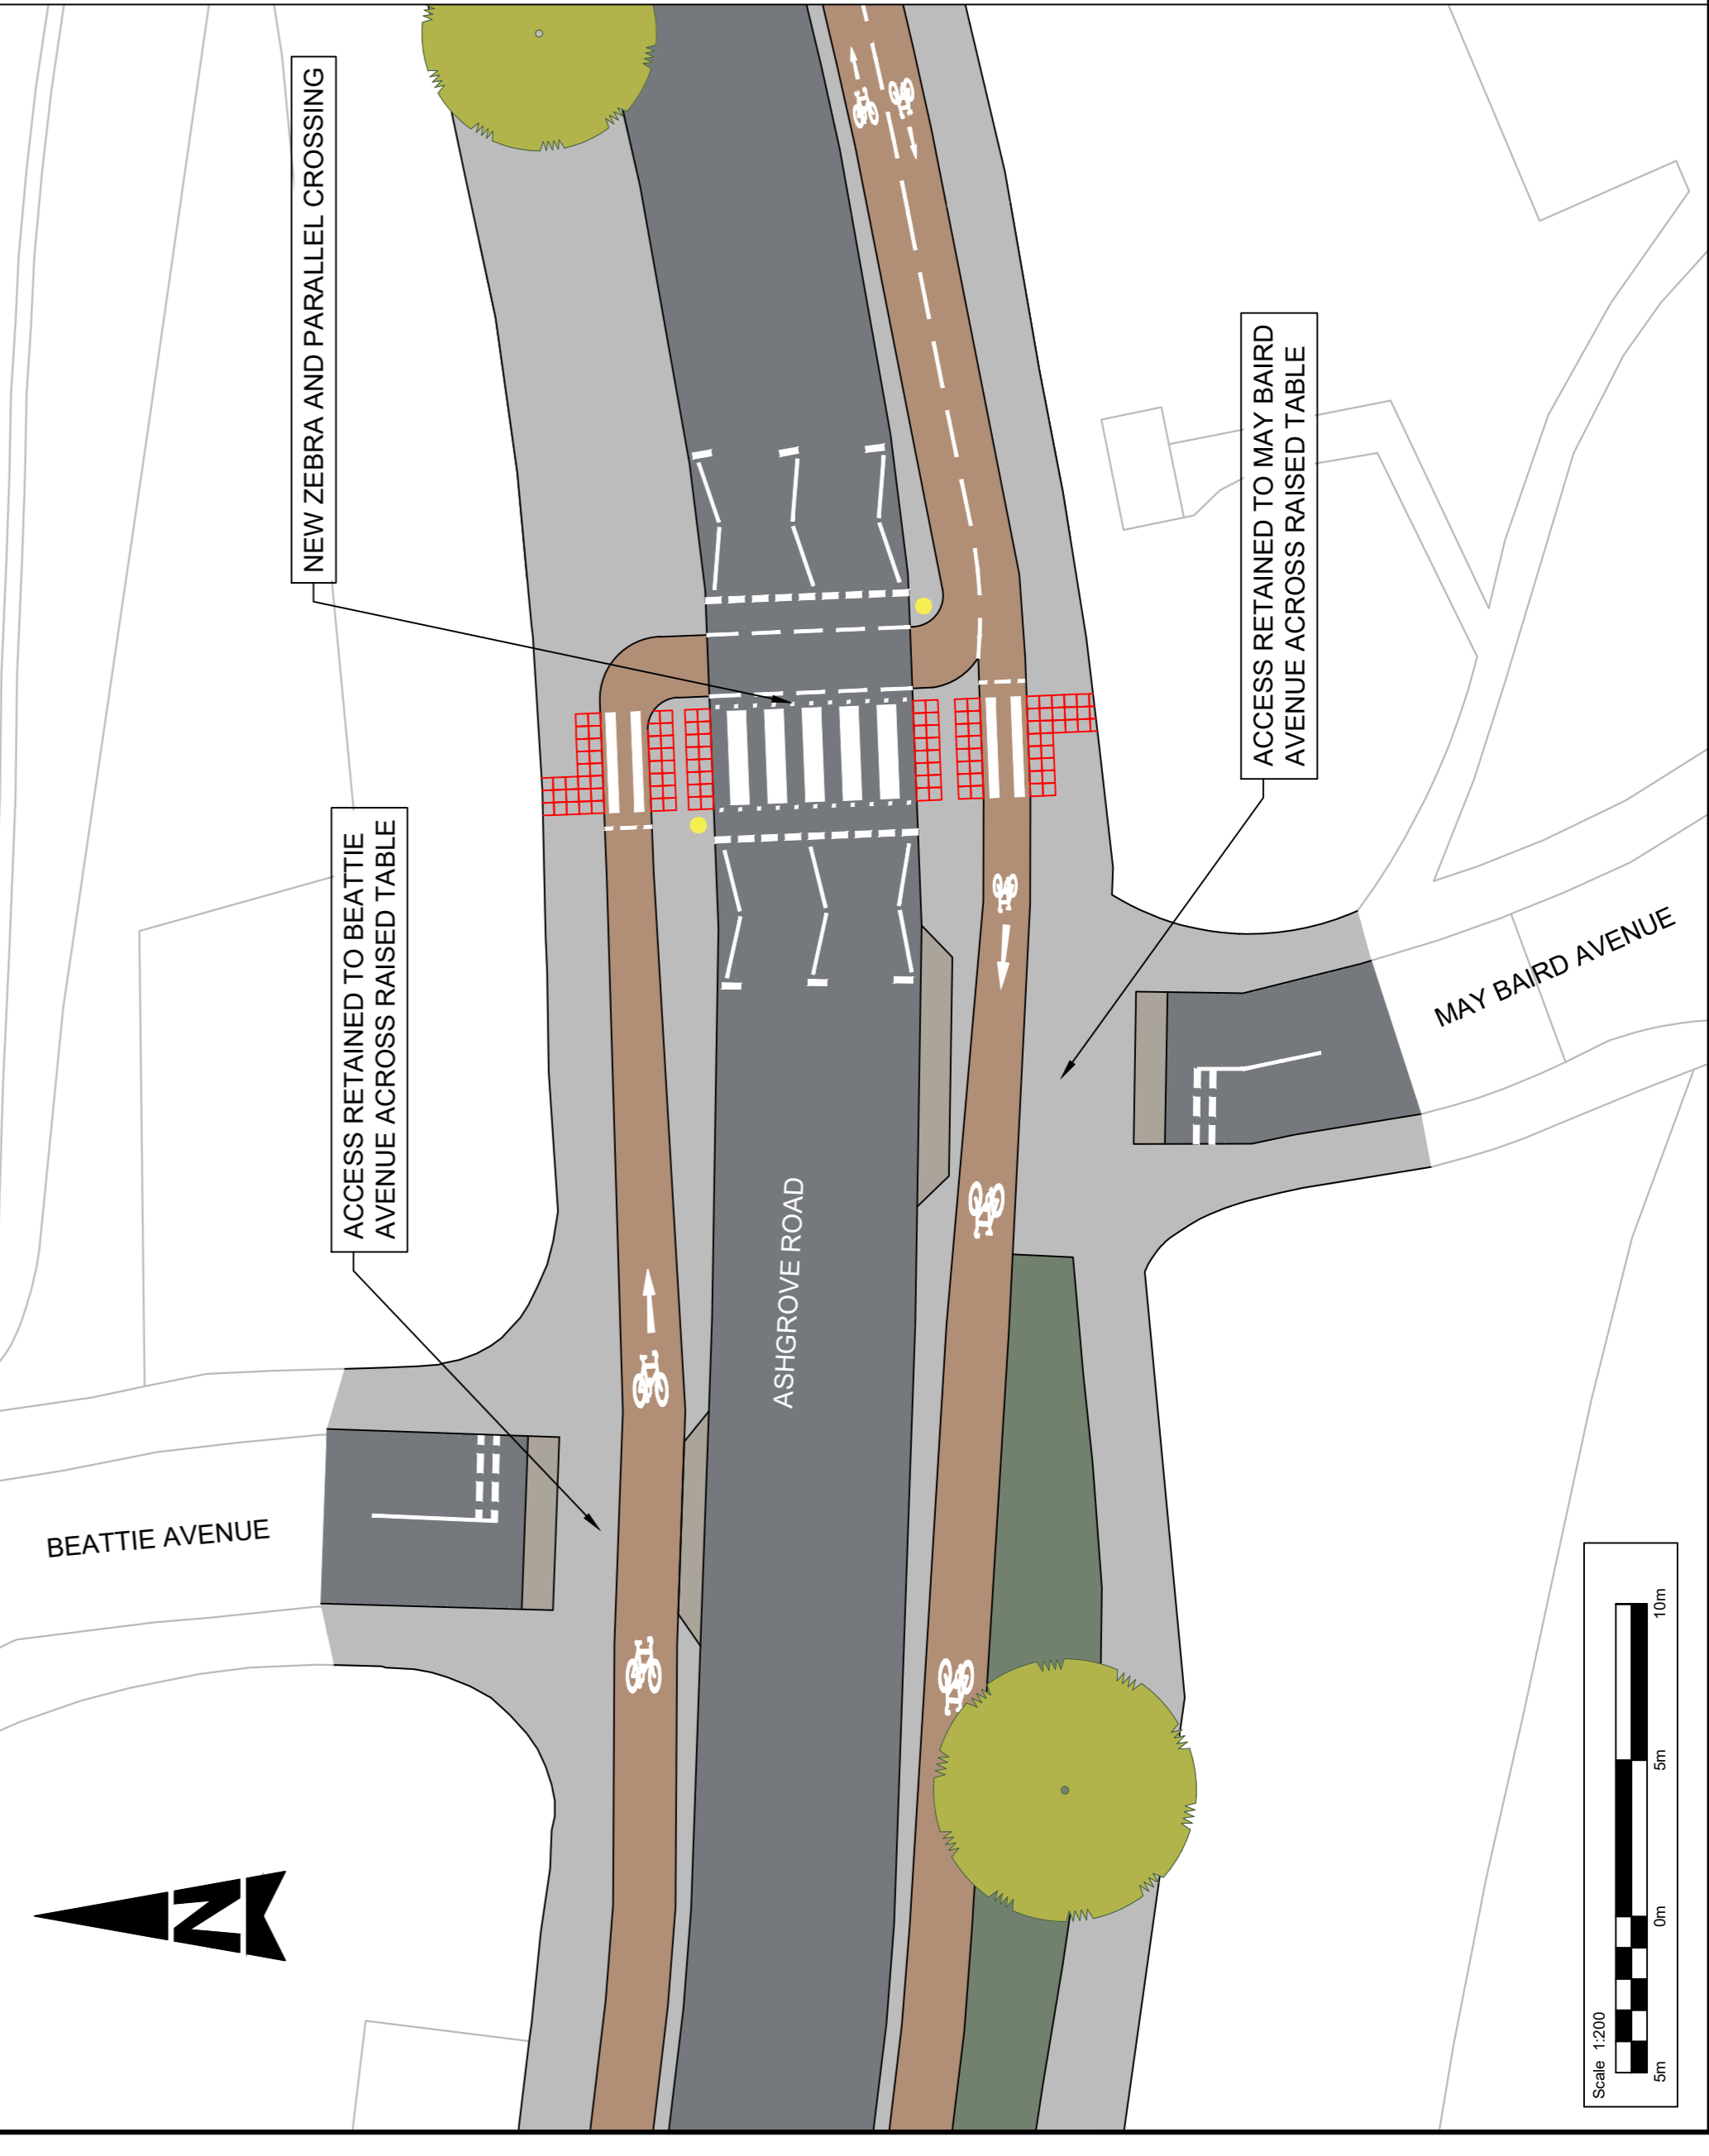 NEW ZEBRA AND PARALLEL CROSSING
ACCESS RETAINED TO BEATTIE
AVENUE ACROSS RAISED TABLE
ACCESS RETAINED TO MAY BAIRD
AVENUE ACROSS RAISED TABLE
MAY BAIRD AVENUE
ASHGROVE ROAD
BEATTIE AVENUE
N
Scale 1:200
5m 0m 5m 10m